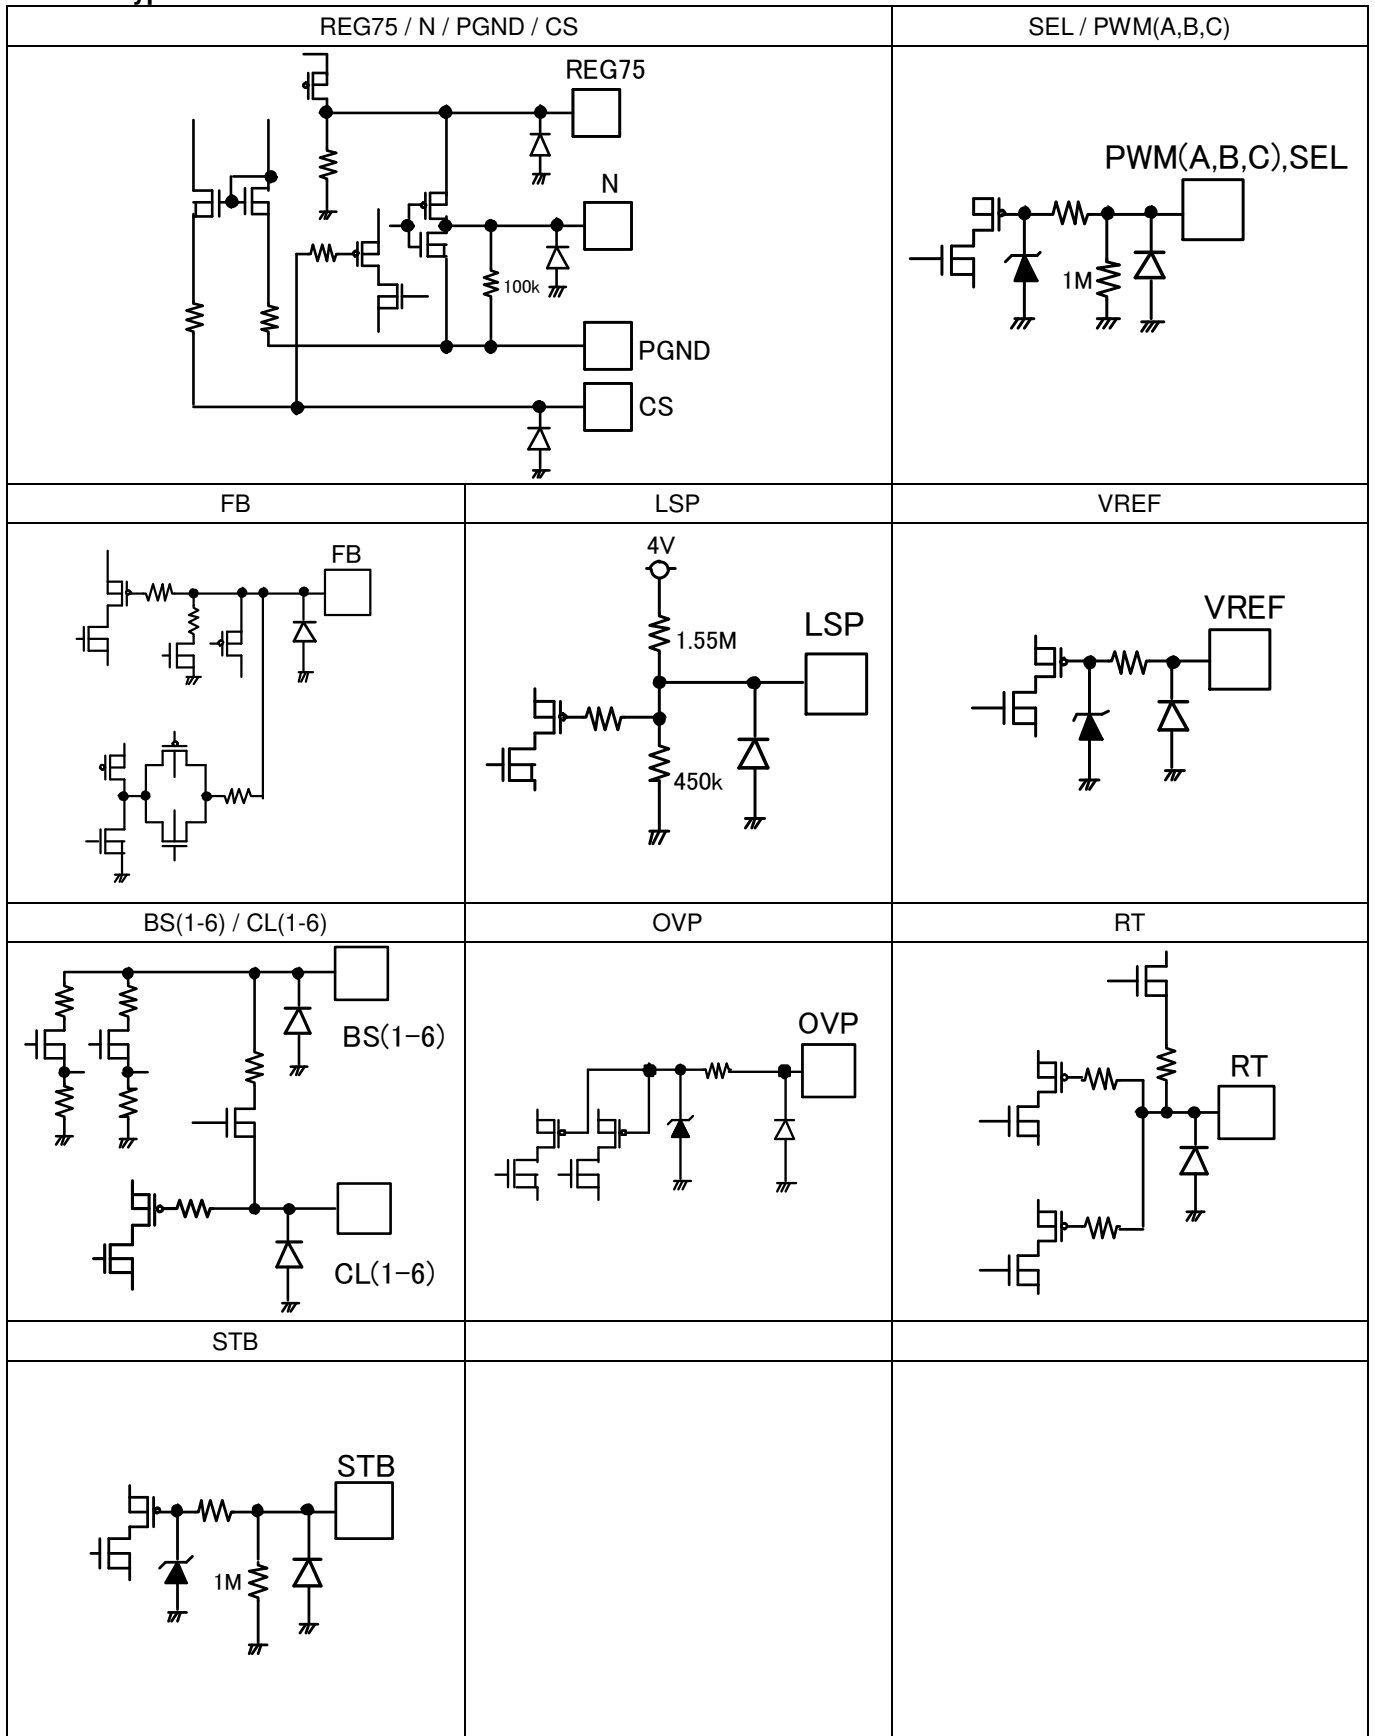 REG75 / N / PGND / CS
SEL / PWM(A,B,C)
REG75
N
100k
PGND
CS
PWM(A,B,C),SEL
1M
FB
LSP
VREF
FB
4V
1.55M
LSP
450k
VREF
BS(1-6) / CL(1-6)
OVP
RT
BS(1-6)
CL(1-6)
OVP
RT
STB
STB
1M